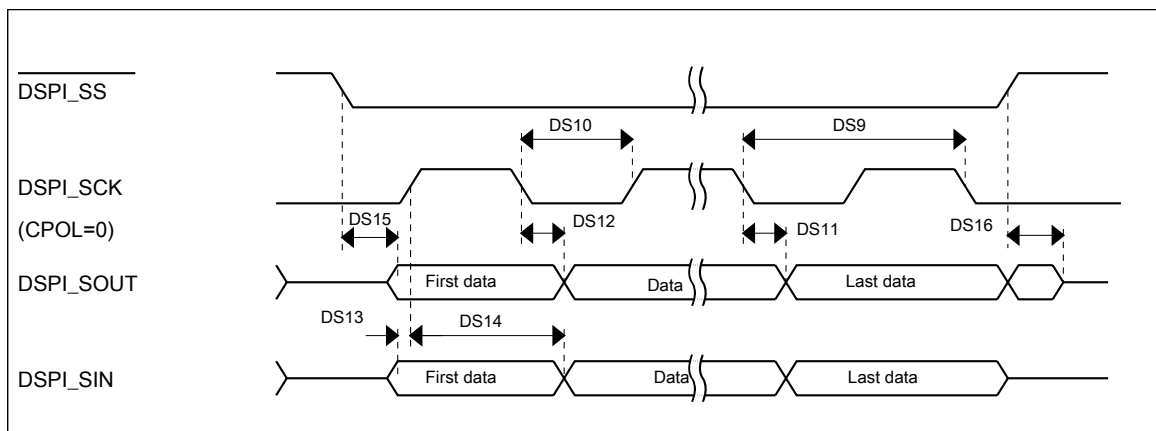 DSPI_SS
DS10
DS9
DSPI_SCK
(CPOL=0)
DS15
DS12
DS11
DS16
DSPI_SOUT
First data
Data
Last data
DS13
DS14
DSPI_SIN
First data
Data
Last data